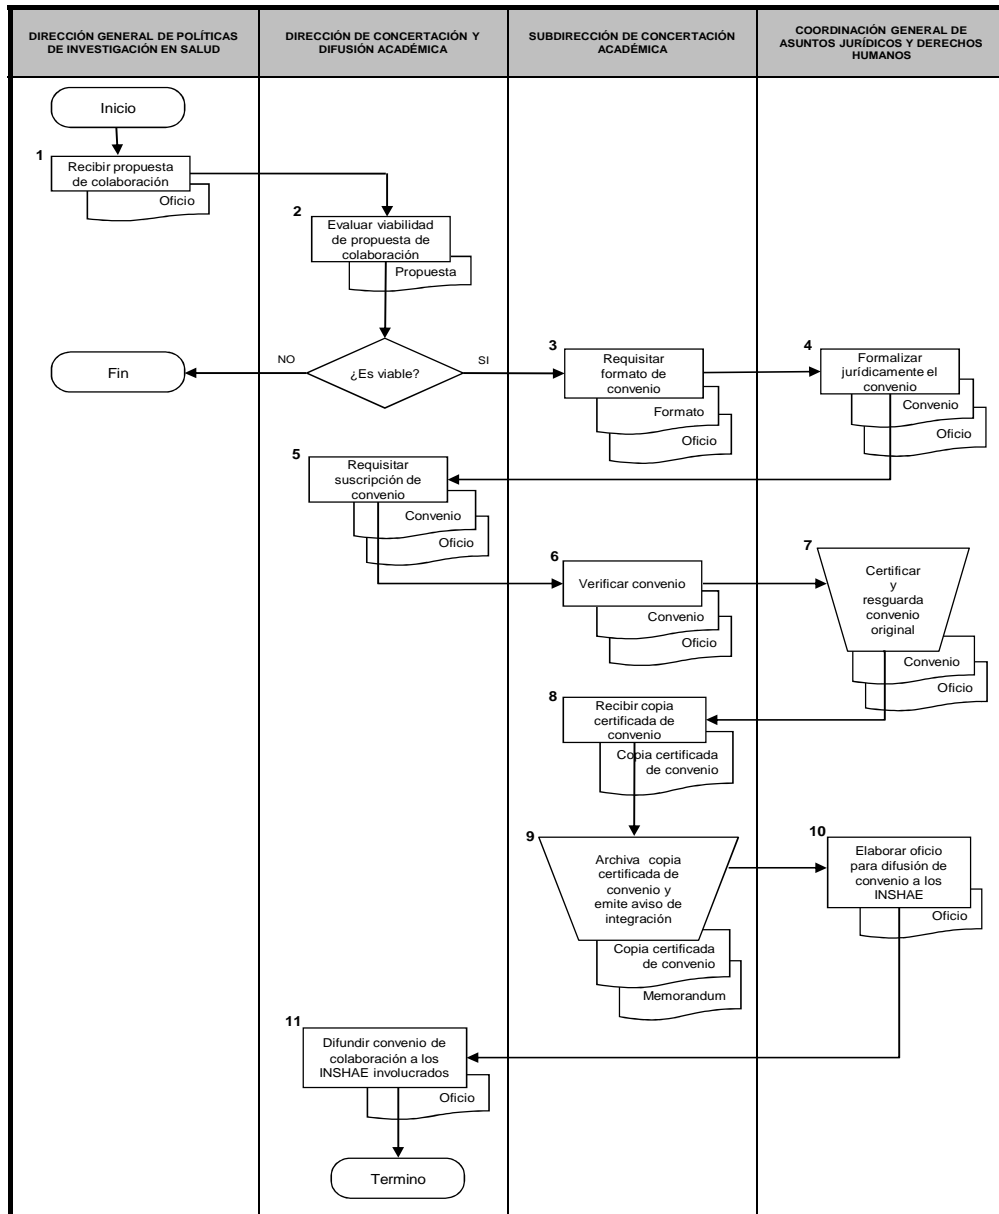 DIRECCIÓN GENERAL DE POLÍTICAS
DE INVESTIGACIÓN EN SALUD
DIRECCIÓN DE CONCERTACIÓN Y
DIFUSIÓN ACADÉMICA
SUBDIRECCIÓN DE CONCERTACIÓN
ACADÉMICA
COORDINACIÓN GENERAL DE
ASUNTOS JURÍDICOS Y DERECHOS
HUMANOS
Inicio
1
Recibir propuesta
de colaboración
Oficio
2
Evaluar viabilidad
de propuesta de
colaboración
Propuesta
¿Es viable?
NO
Fin
SI
3
Requisitar
formato de
convenio
Formato
Oficio
4
Formalizar
jurídicamente el
convenio
Convenio
Oficio
5
Requisitar
suscripción de
convenio
Convenio
Oficio
6
Verificar convenio
Convenio
Oficio
7
Certificar
y
resguarda
convenio
original
Convenio
Oficio
8
Recibir copia
certificada de
convenio
Copia certificada
de convenio
9
Archiva copia
certificada de
convenio y
emite aviso de
integración
Copia certificada
de convenio
Memorandum
10
Elaborar oficio
para difusión de
convenio a los
INSHAE
Oficio
11
Difundir convenio de
colaboración a los
INSHAE involucrados
Oficio
Termino